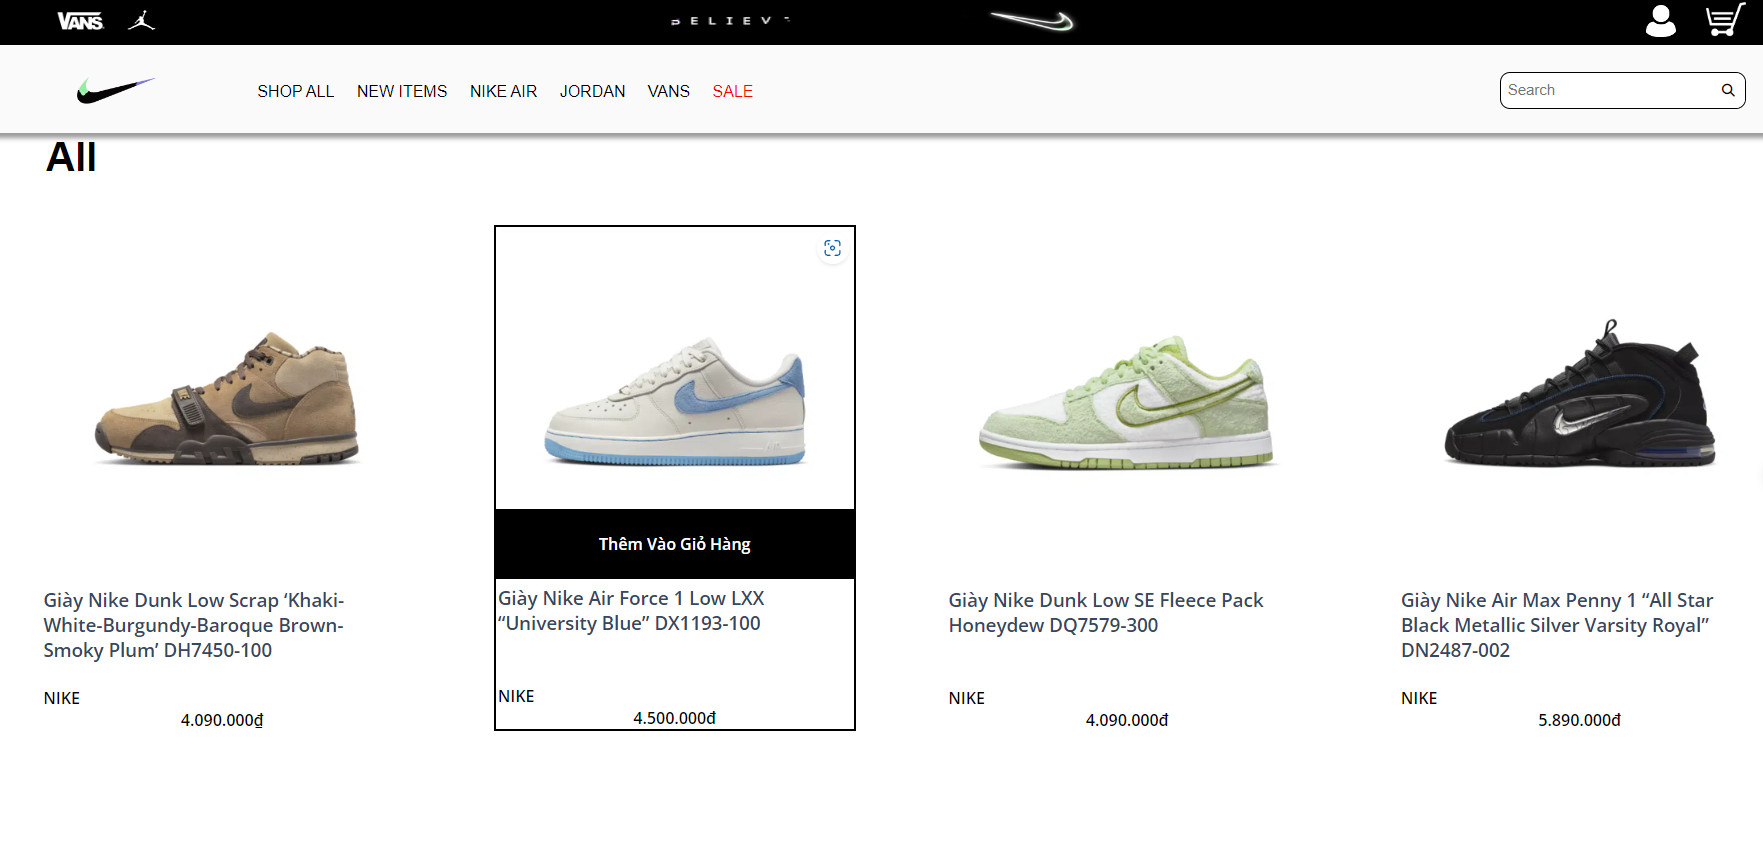 VANS
SHOP ALL NEW ITEMS NIKE AIR JORDAN VANS SALE
Search
All
Thêm Vào Giỏ Hàng
Giày Nike Dunk Low Scrap ‘Khaki-
White-Burgundy-Baroque Brown-
Smoky Plum’ DH7450-100
NIKE
4.090.000₫
Giày Nike Air Force 1 Low LXX
“University Blue” DX1193-100
NIKE
4.500.000đ
Giày Nike Dunk Low SE Fleece Pack
Honeydew DQ7579-300
NIKE
4.090.000đ
Giày Nike Air Max Penny 1 “All Star
Black Metallic Silver Varsity Royal”
DN2487-002
NIKE
5.890.000đ